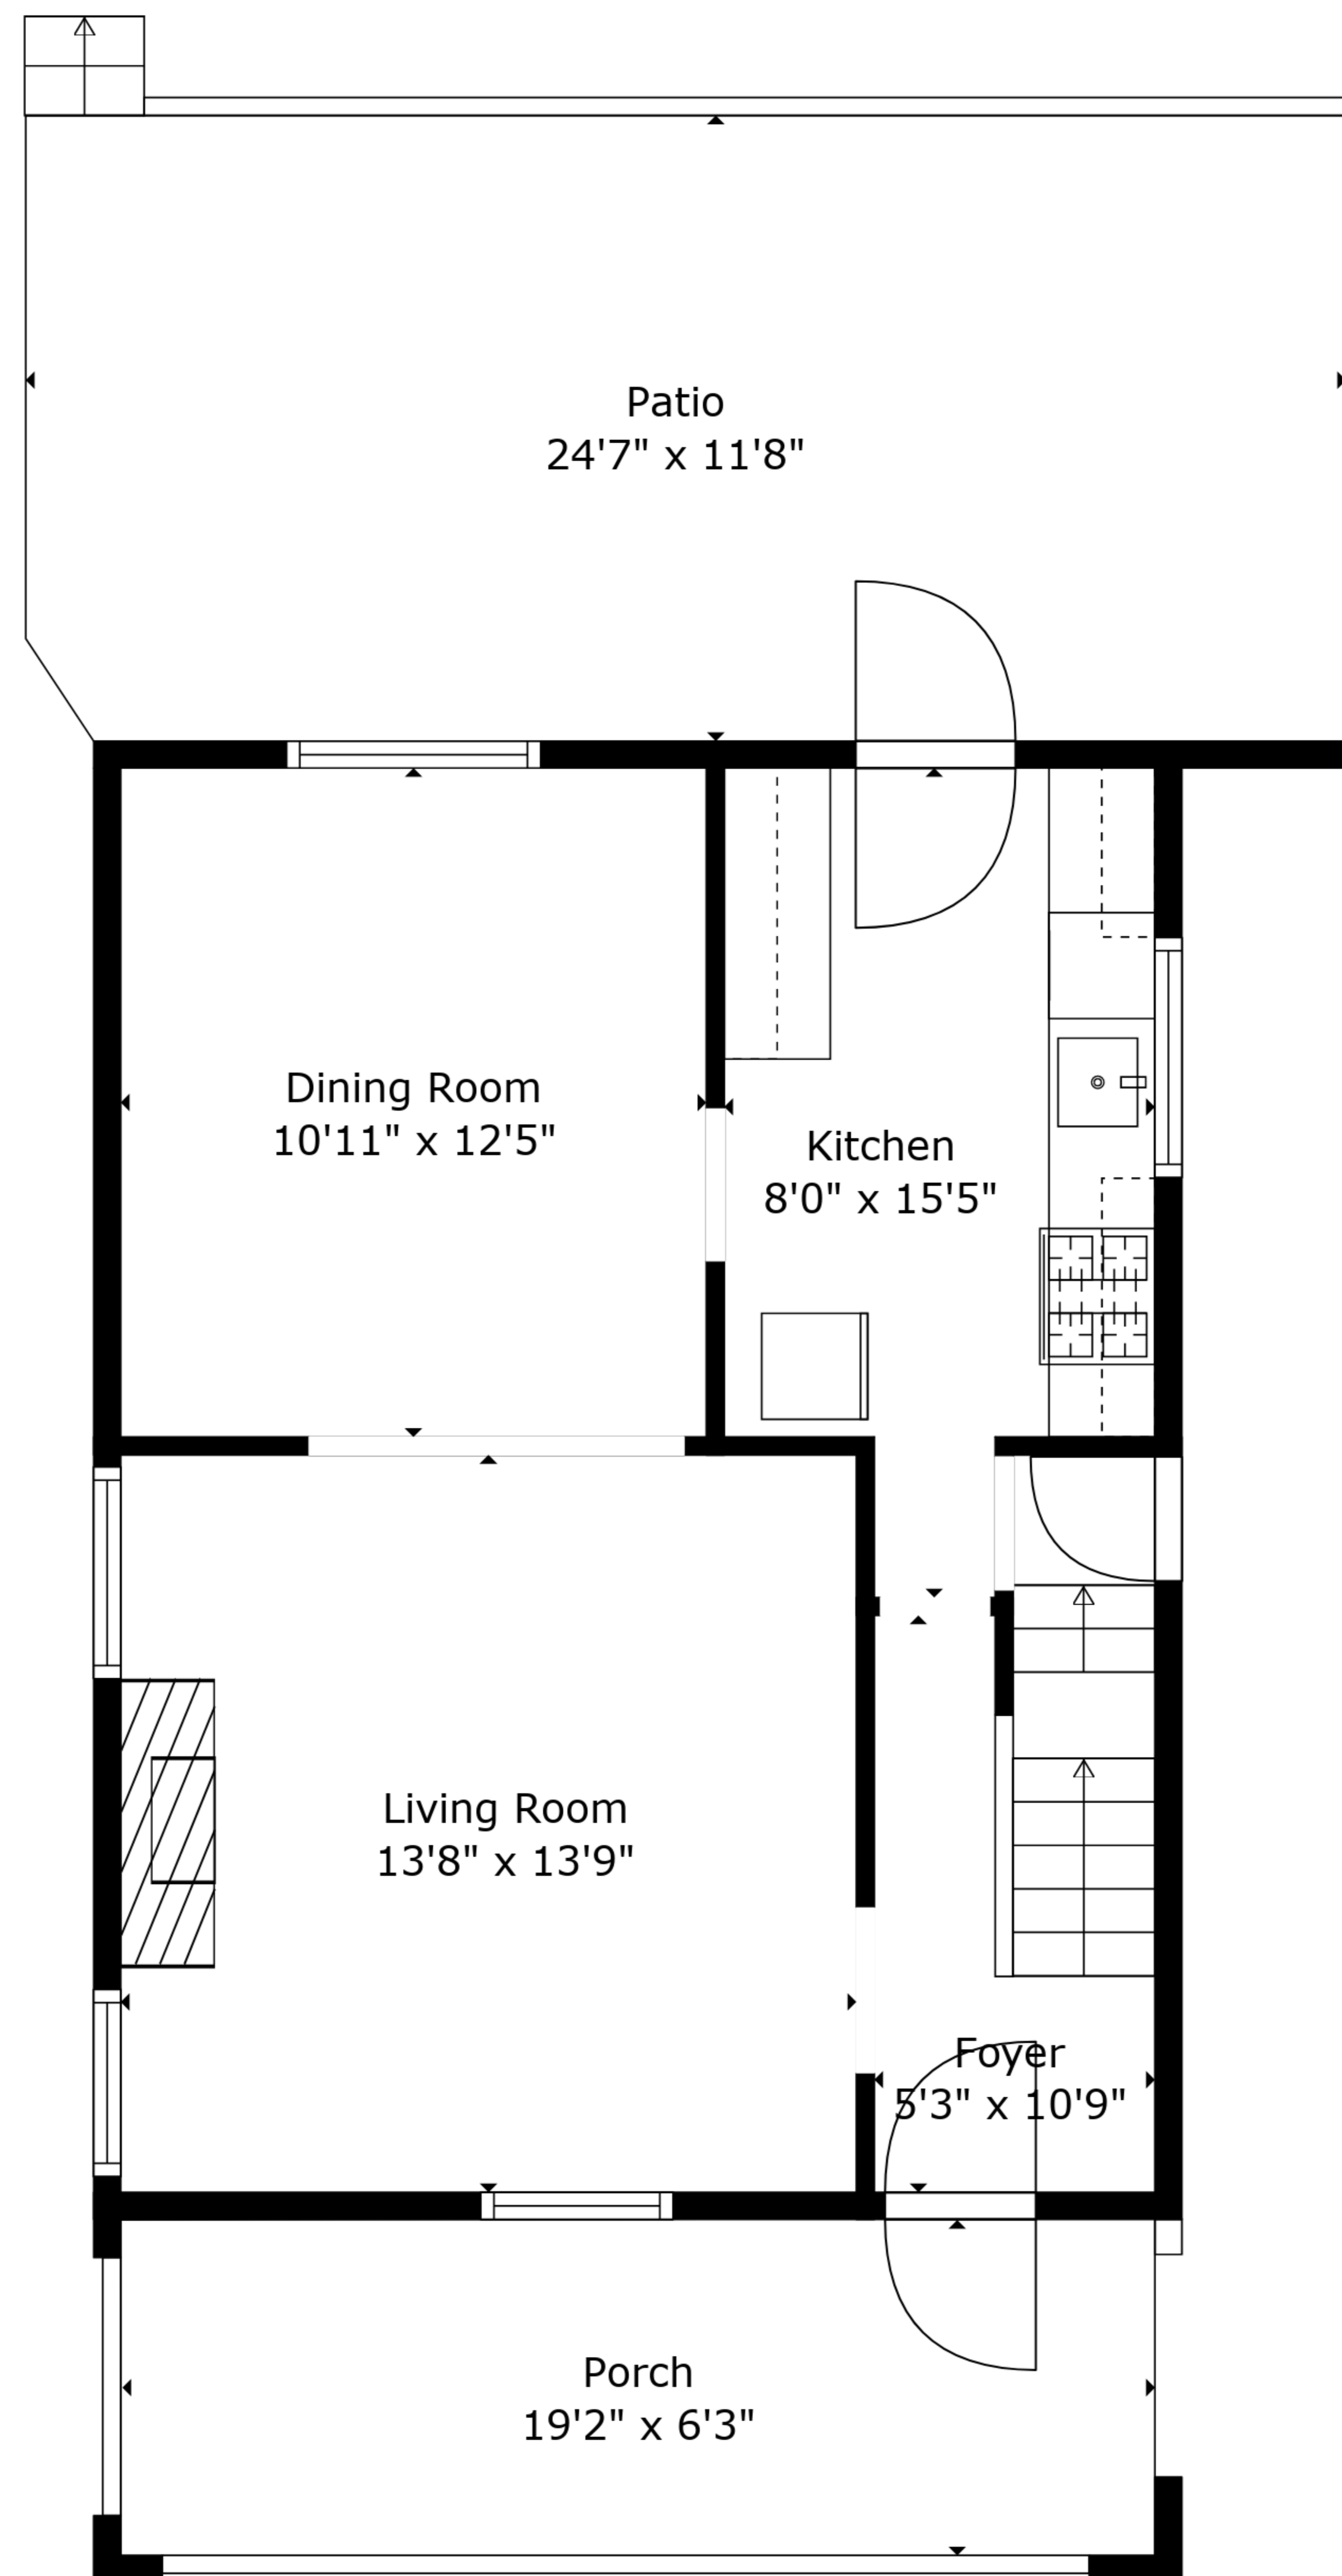 Patio
24'7" x 11'8"
Dining Room
10'11" x 12'5"
Kitchen
8'0" x 15'5"
Living Room
13'8" x 13'9"
Foyer
5'3" x 10'9"
Porch
19'2" x 6'3"